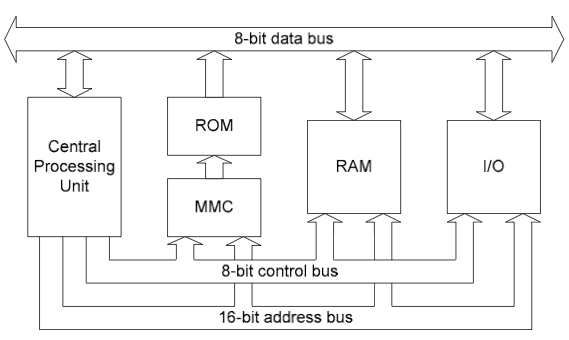 8-bit data bus
Central
Processing
Unit
ROM
MMC
RAM
I/O
8-bit control bus
16-bit address bus